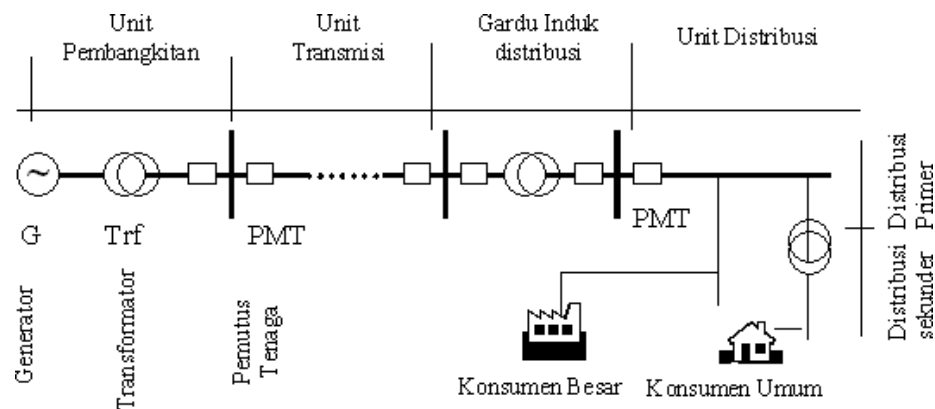 Unit
Pembangkitan
Unit
Transmisi
Gardu Induk
distribusi
Unit Distribusi
~
G
Trf
PMT
PMT
Generator
Transformator
Pemutus
Tenaga
Distribusi
Primer
Distribusi
sekunder
Konsumen Besar
Konsumen Umum